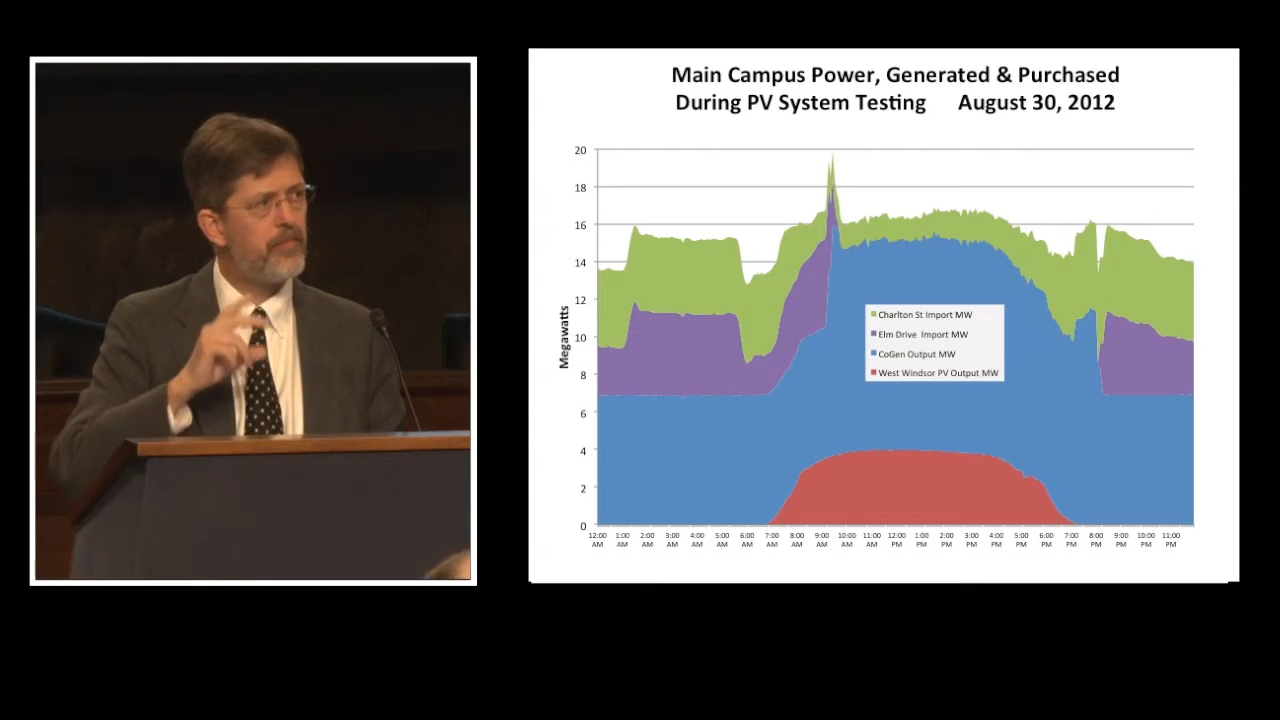 Main Campus Power, Generated & Purchased
During PV System Testing August 30, 2012
Megawatts
20
18
16
14
12
10
8
6
4
2
0
Charlton St Import MW
Elm Drive Import MW
CoGen Output MW
West Windsor PV Output MW
12:00 1:00 2:00 3:00 4:00 5:00 6:00 7:00 8:00 9:00 10:00 11:00 12:00 1:00 2:00 3:00 4:00 5:00 6:00 7:00 8:00 9:00 10:00 11:00
AM AM AM AM AM AM AM AM AM AM AM AM PM PM PM PM PM PM PM PM PM PM PM PM